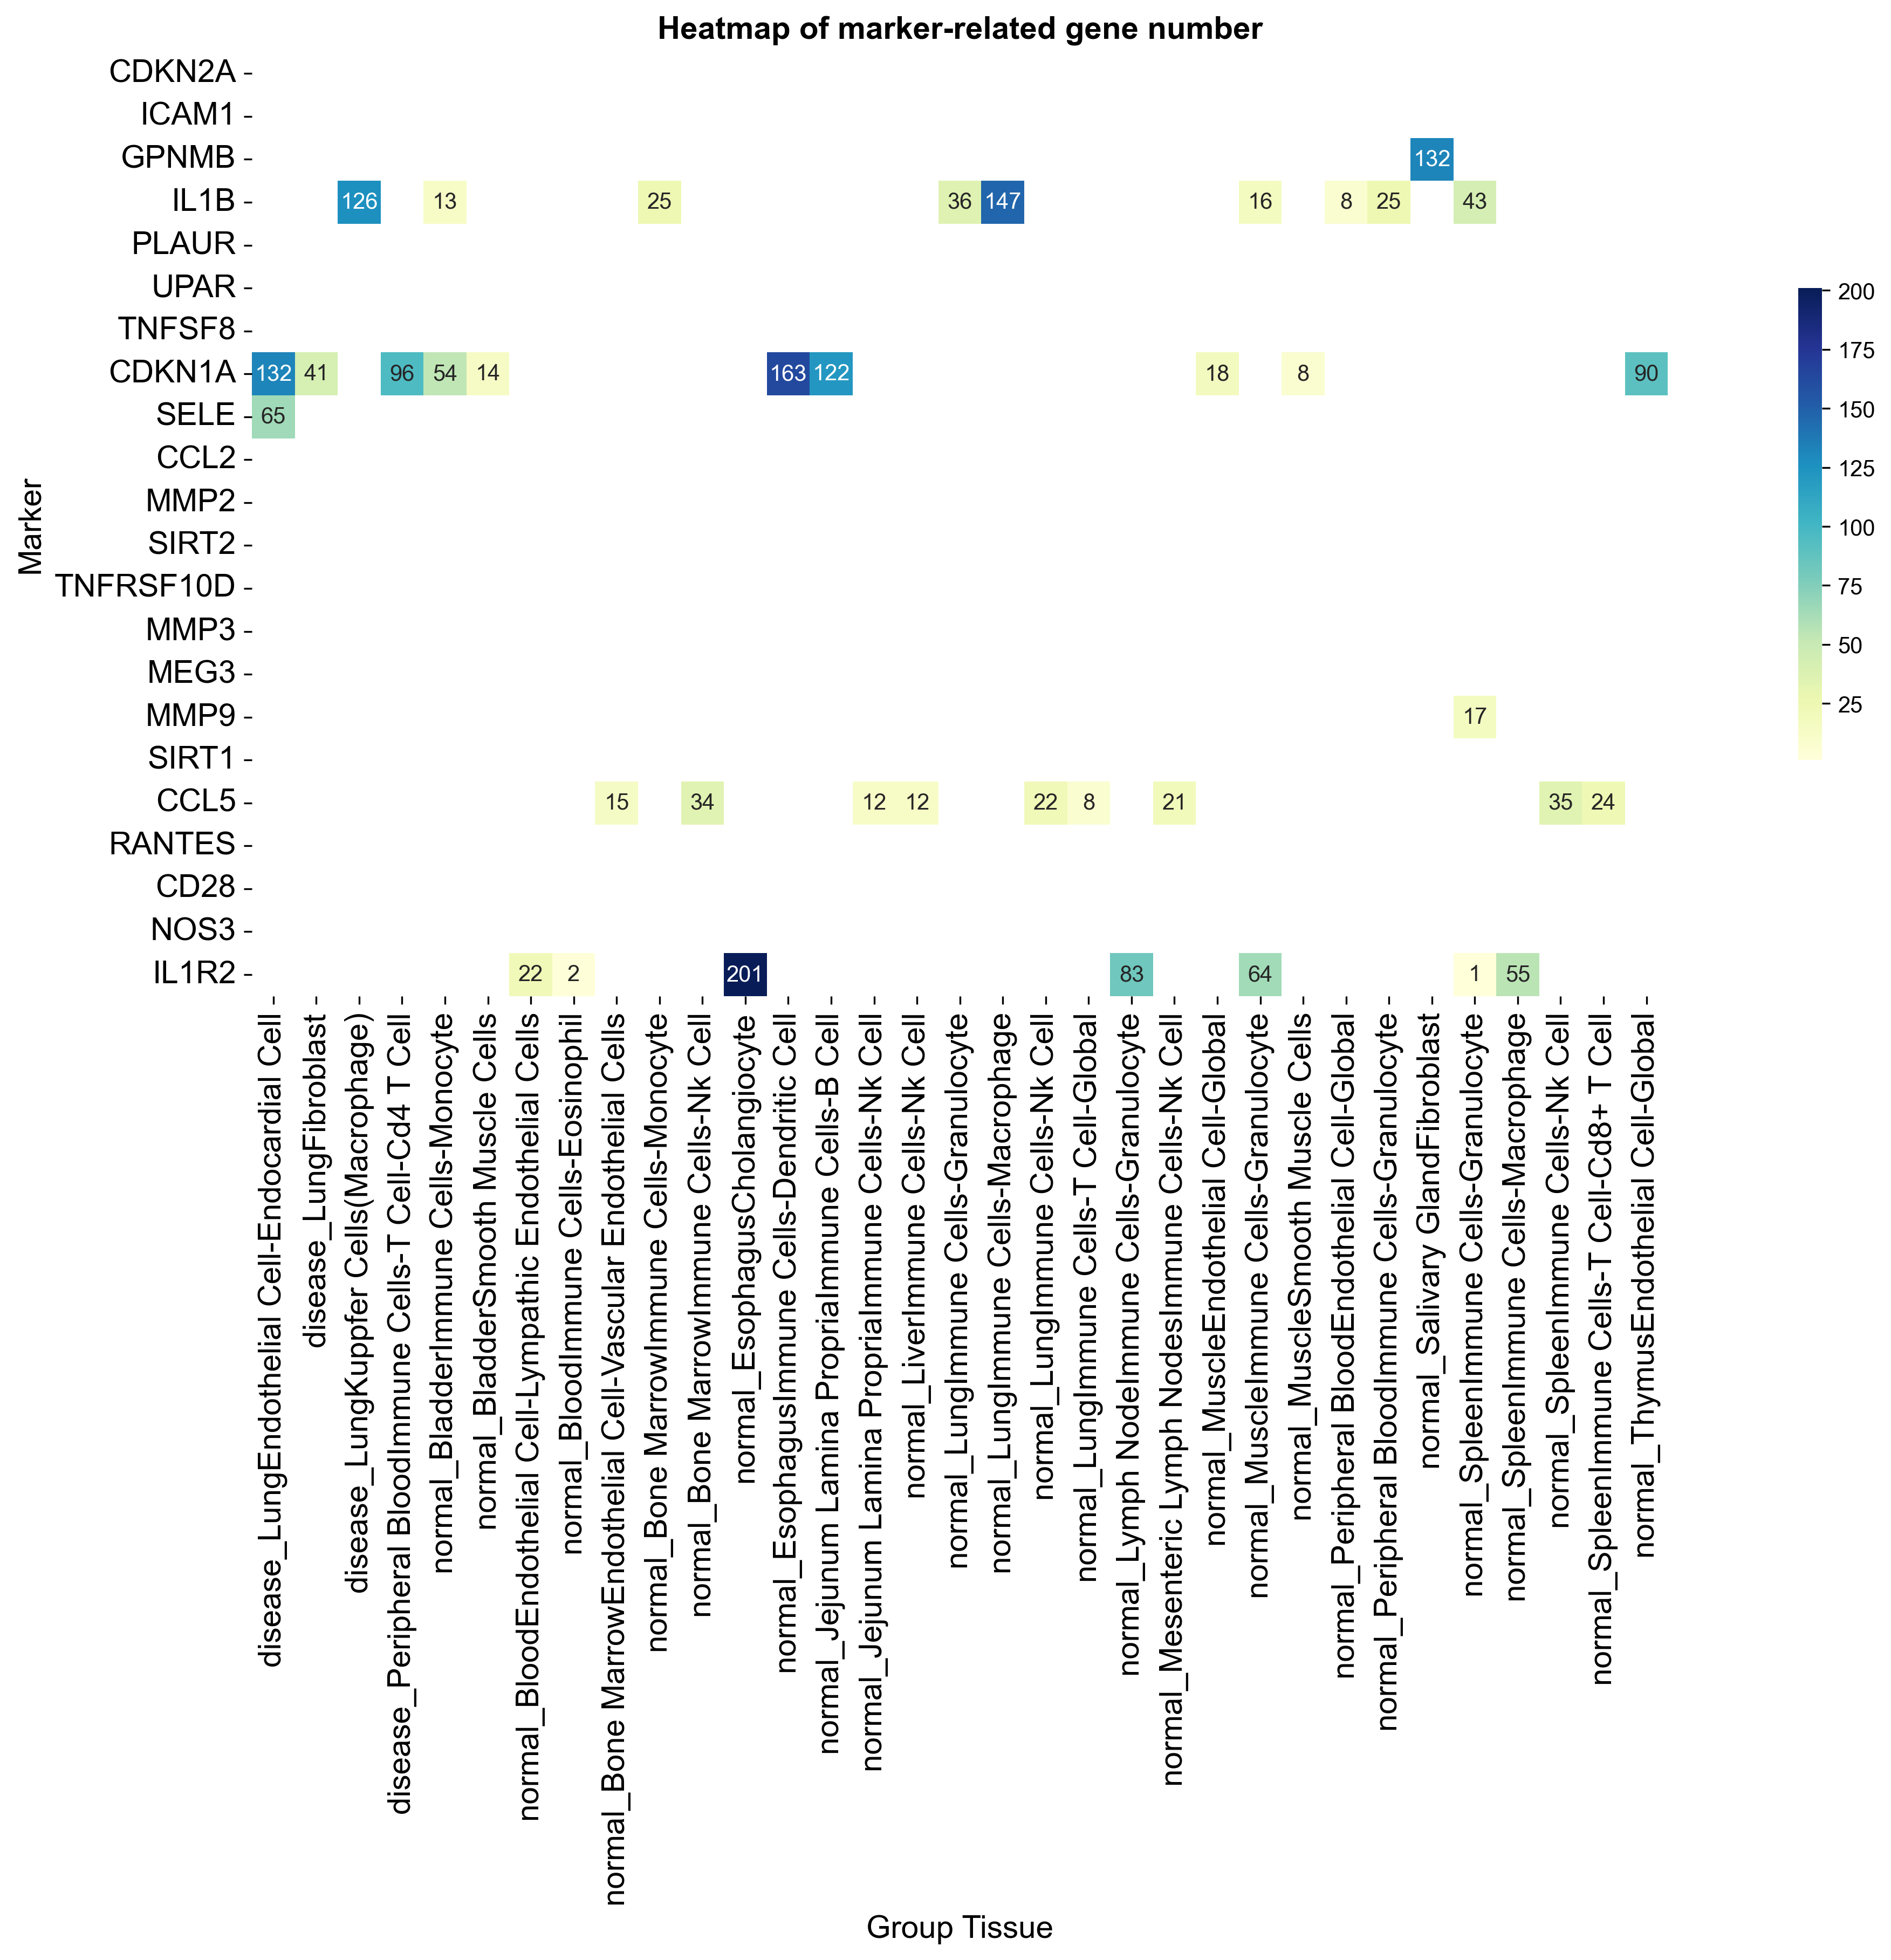 Heatmap of marker-related gene number
Marker
CDKN2A
ICAM1
GPNMB 132
IL1B 126 13 25 36 147 16 8 25 43
PLAUR
UPAR
TNFSF8
CDKN1A 132 41 96 54 14 163 122 18 8 90
SELE 65
CCL2
MMP2
SIRT2
TNFRSF10D
MMP3
MEG3
MMP9 17
SIRT1
CCL5 15 34 12 12 22 8 21 35 24
RANTES
CD28
NOS3
IL1R2 22 2 201 83 64 1 55
200
175
150
125
100
75
50
25
disease_LungEndothelial Cell-Endocardial Cell
disease_LungFibroblast
disease_LungKuppfer Cells(Macrophage)
disease_Peripheral BloodImmune Cells-T Cell-Cd4 T Cell
normal_BladderImmune Cells-Monocyte
normal_BladderSmooth Muscle Cells
normal_BloodEndothelial Cell-Lympathic Endothelial Cells
normal_BloodImmune Cells-Eosinophil
normal_Bone MarrowEndothelial Cell-Vascular Endothelial Cells
normal_Bone MarrowImmune Cells-Monocyte
normal_Bone MarrowImmune Cells-Nk Cell
normal_EsophagusCholangiocyte
normal_EsophagusImmune Cells-Dendritic Cell
normal_Jejunum Lamina PropriaImmune Cells-B Cell
normal_Jejunum Lamina PropriaImmune Cells-Nk Cell
normal_LiverImmune Cells-Nk Cell
normal_LungImmune Cells-Granulocyte
normal_LungImmune Cells-Macrophage
normal_LungImmune Cells-Nk Cell
normal_LungImmune Cells-T Cell-Global
normal_Lymph NodeImmune Cells-Granulocyte
normal_Mesenteric Lymph NodesImmune Cells-Nk Cell
normal_MuscleEndothelial Cell-Global
normal_MuscleImmune Cells-Granulocyte
normal_MuscleSmooth Muscle Cells
normal_Peripheral BloodEndothelial Cell-Global
normal_Peripheral BloodImmune Cells-Granulocyte
normal_Salivary GlandFibroblast
normal_SpleenImmune Cells-Granulocyte
normal_SpleenImmune Cells-Macrophage
normal_SpleenImmune Cells-Nk Cell
normal_SpleenImmune Cells-T Cell-Cd8+ T Cell
normal_ThymusEndothelial Cell-Global
Group Tissue